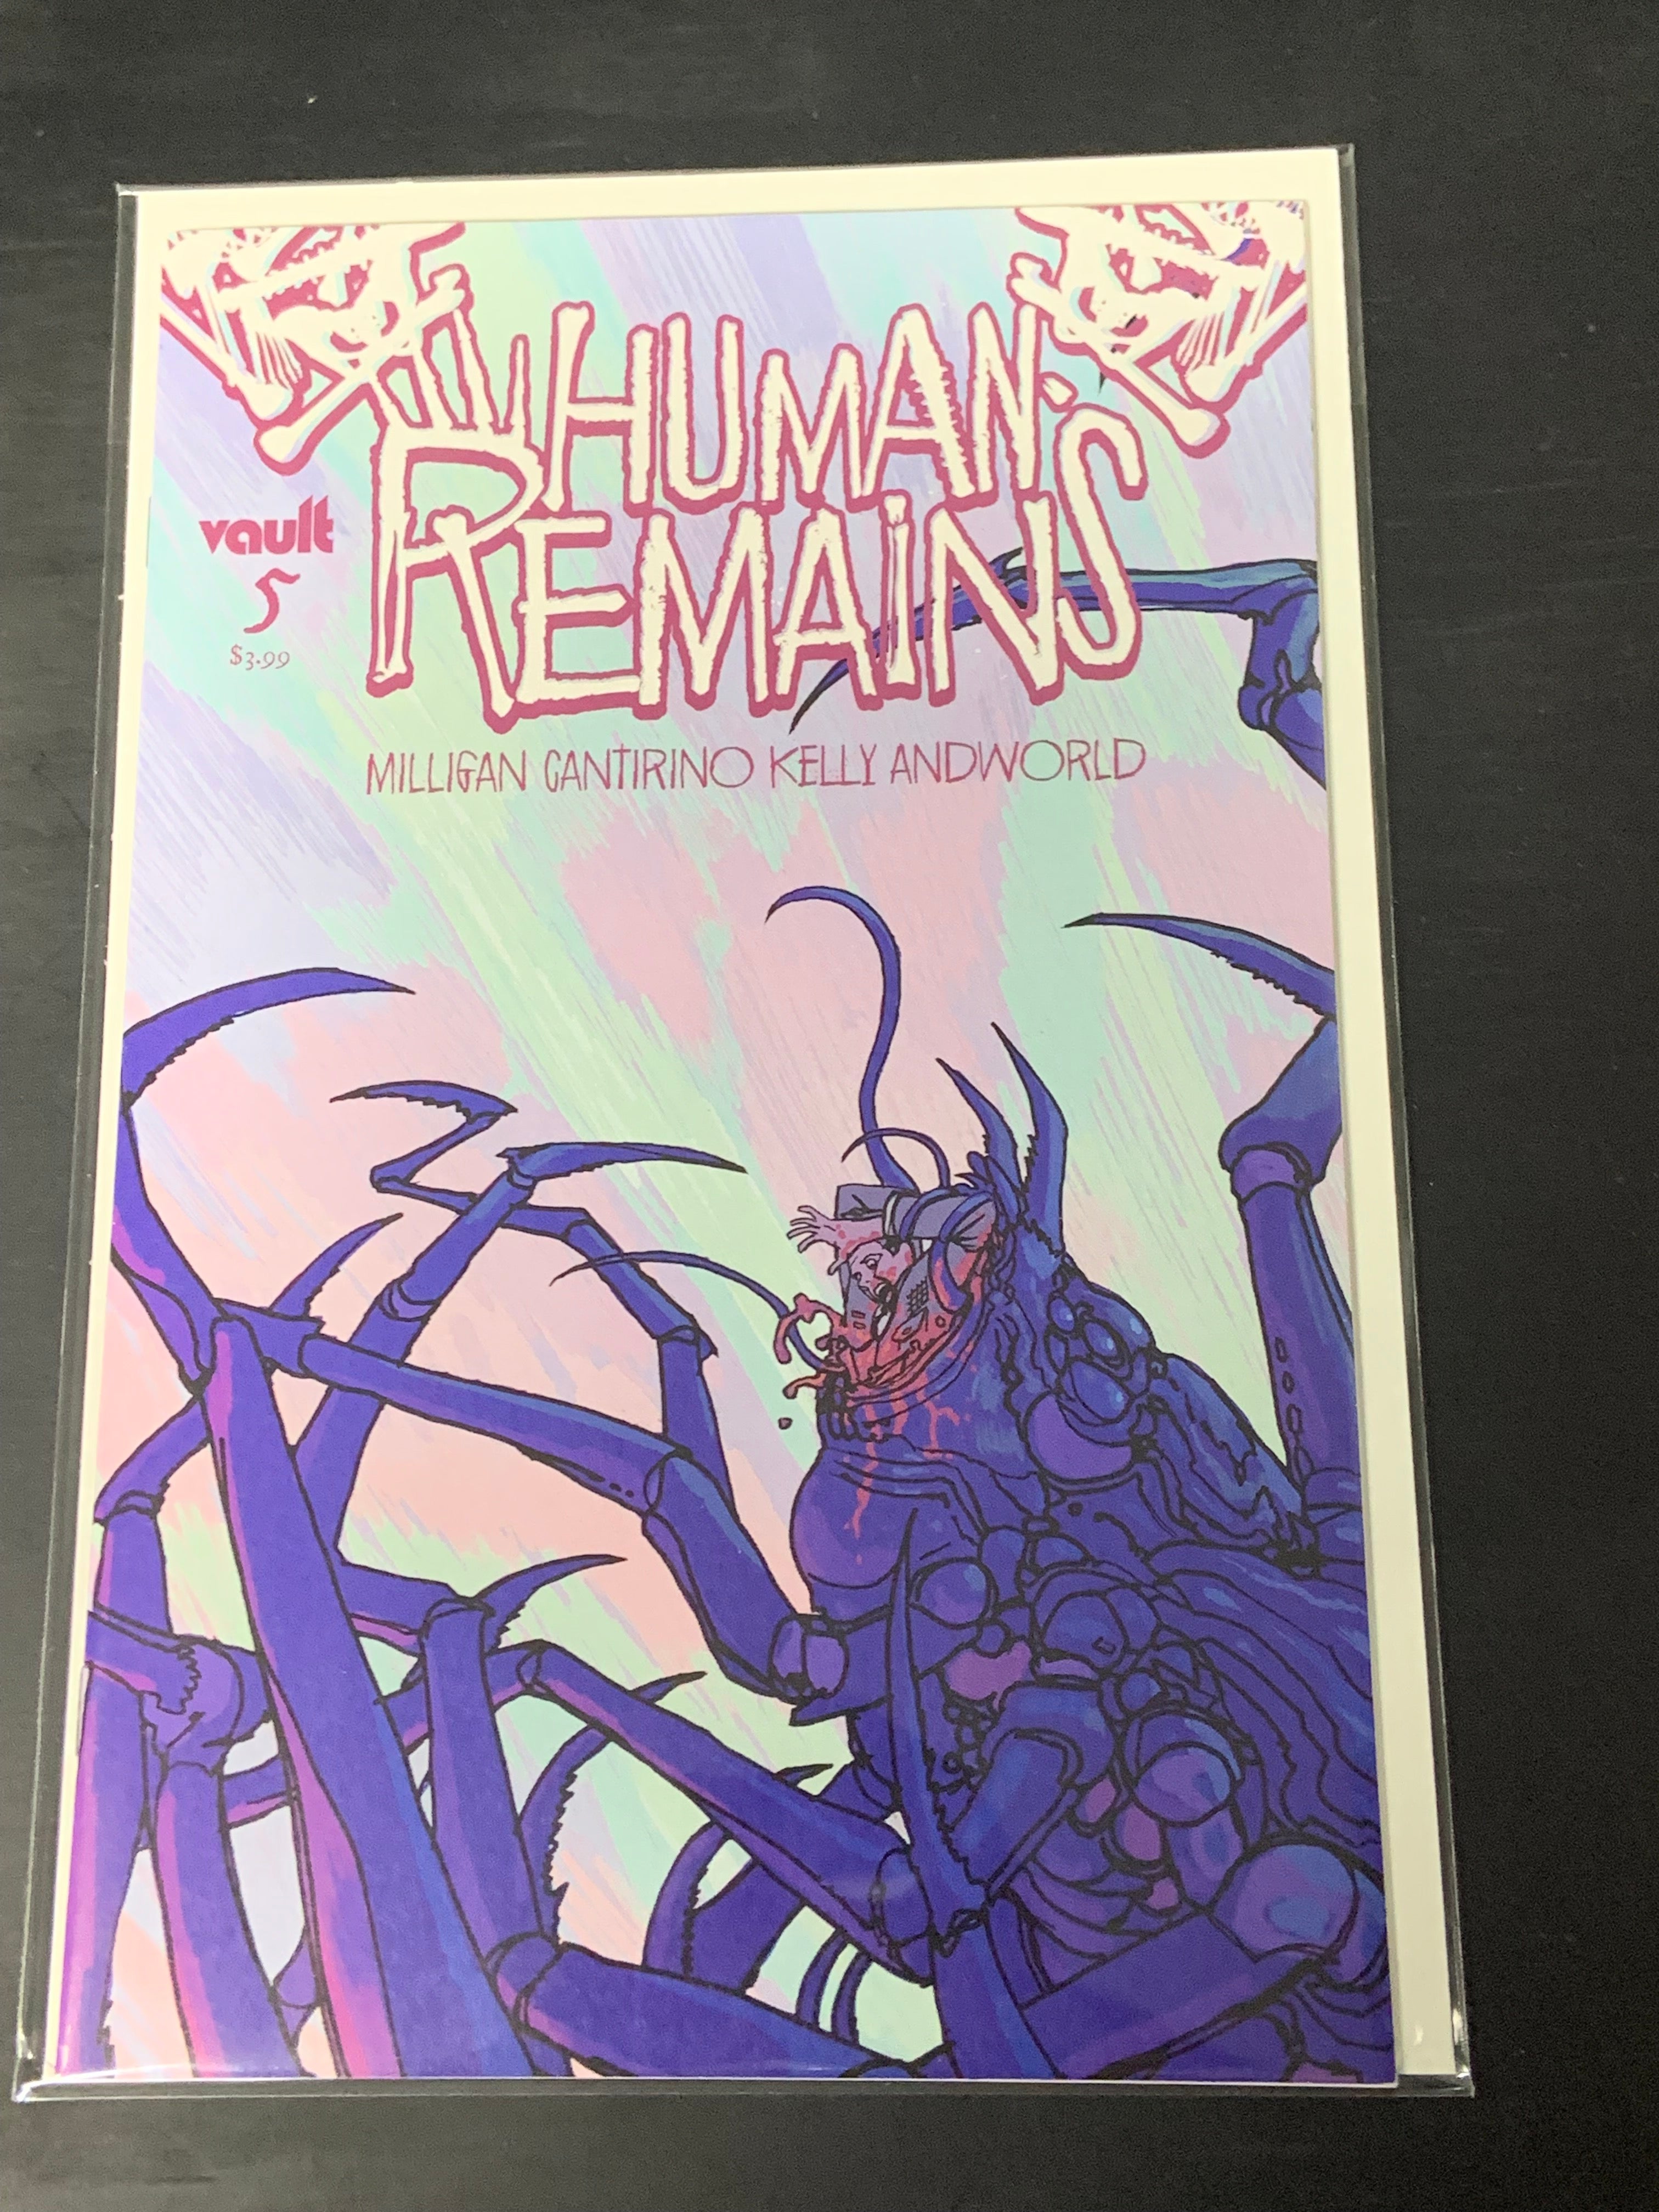 HUMAN
REMAINS
vault
5
$3.99
MILLIGAN CANTIRINO KELLY ANDWORLD